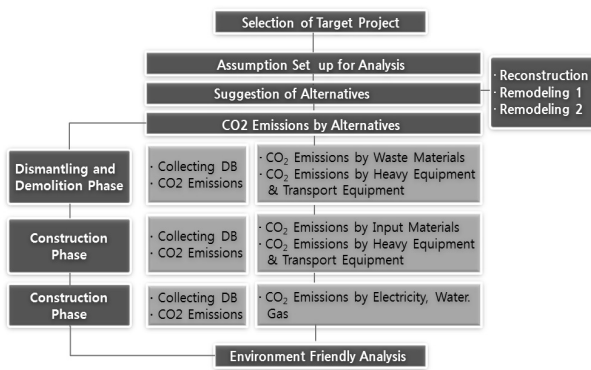 Selection of Target Project
Assumption Set up for Analysis
Suggestion of Alternatives
· Reconstruction
· Remodeling 1
· Remodeling 2
CO2 Emissions by Alternatives
Dismantling and
Demolition Phase
· Collecting DB
· CO2 Emissions
· CO₂ Emissions by Waste Materials
· CO₂ Emissions by Heavy Equipment
& Transport Equipment
Construction
Phase
· Collecting DB
· CO2 Emissions
· CO₂ Emissions by Input Materials
· CO₂ Emissions by Heavy Equipment
& Transport Equipment
Construction
Phase
· Collecting DB
· CO2 Emissions
· CO₂ Emissions by Electricity, Water.
Gas
Environment Friendly Analysis